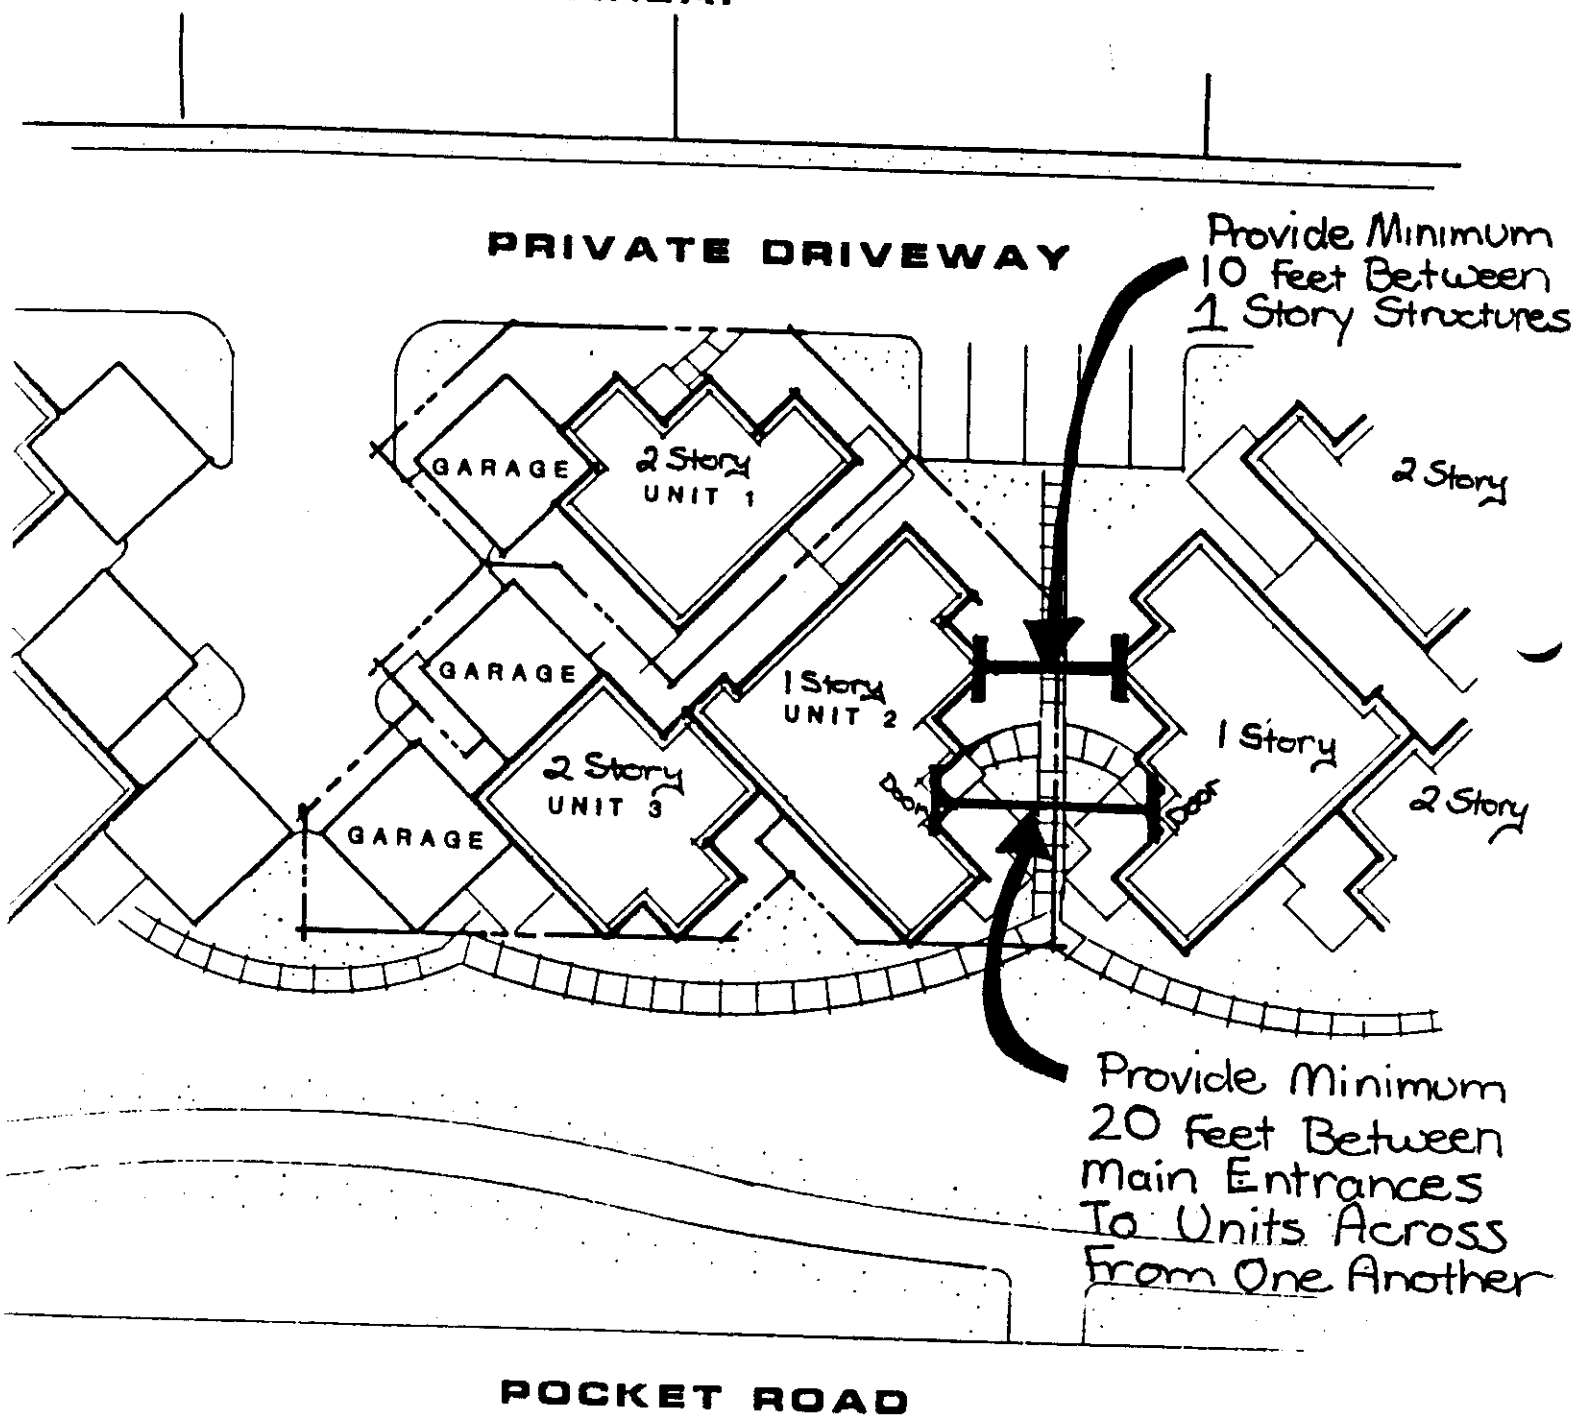 PRIVATE DRIVEWAY
Provide Minimum
10 Feet Between
1 Story Structures
GARAGE
2 Story
UNIT 1
2 Story
GARAGE
1 Story
UNIT 2
1 Story
2 Story
UNIT 3
GARAGE
Door
Door
2 Story
Provide Minimum
20 Feet Between
Main Entrances
To Units Across
From One Another
POCKET ROAD